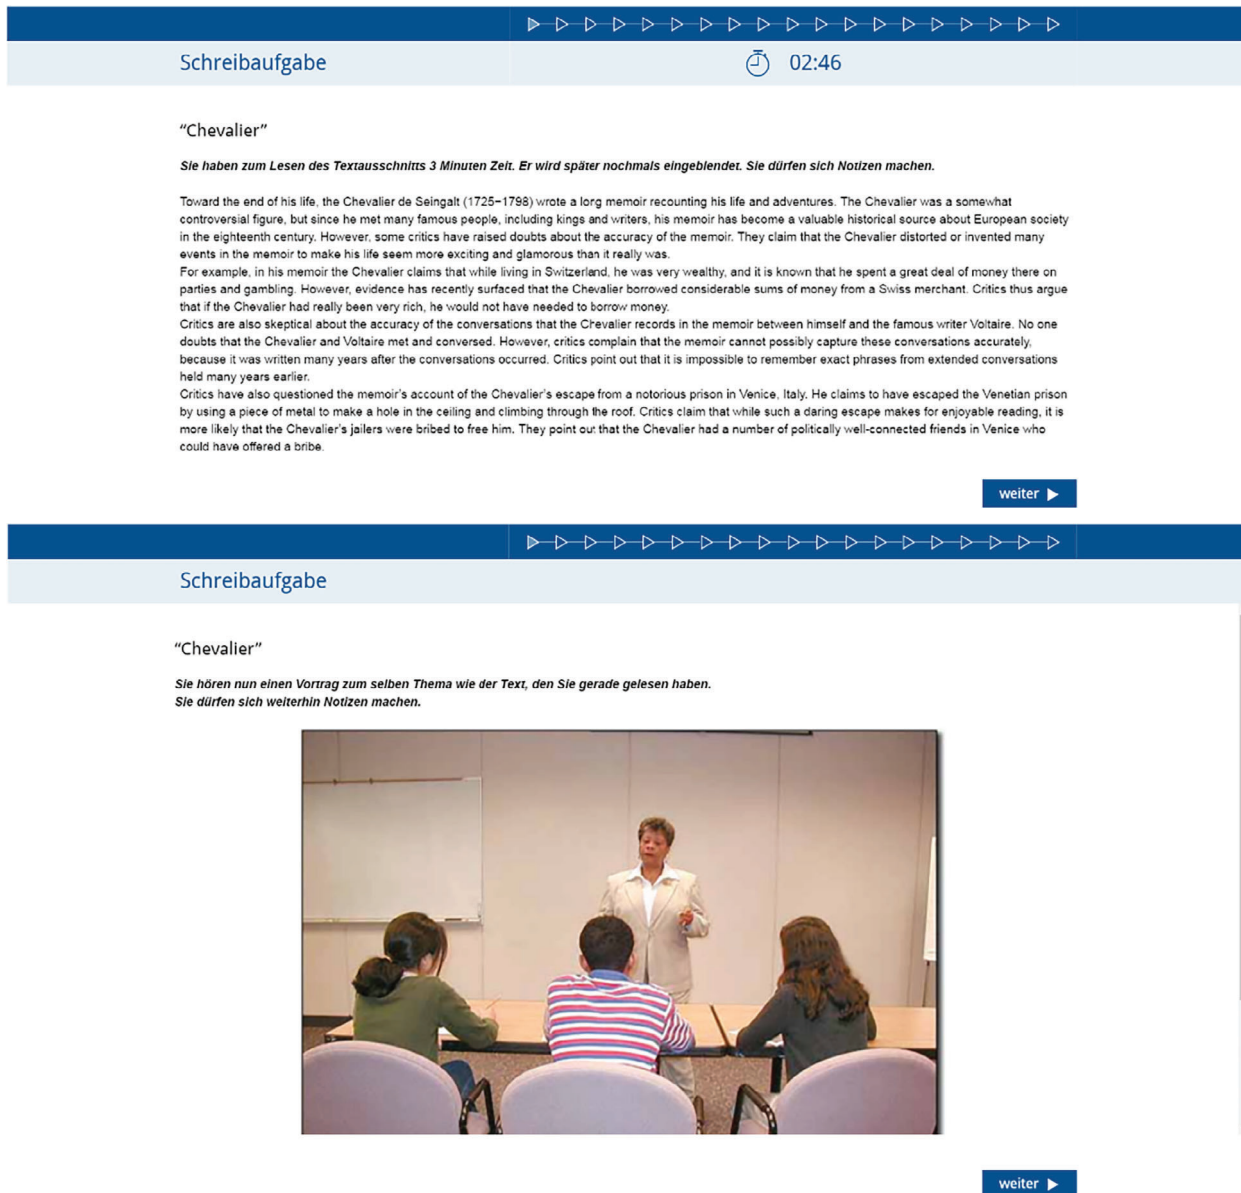 Schreibaufgabe
02:46
“Chevalier”
Sie haben zum Lesen des Textausschnitts 3 Minuten Zeit. Er wird später nochmals eingeblendet. Sie dürfen sich Notizen machen.
Toward the end of his life, the Chevalier de Seingalt (1725–1798) wrote a long memoir recounting his life and adventures. The Chevalier was a somewhat
controversial figure, but since he met many famous people, including kings and writers, his memoir has become a valuable historical source about European society
in the eighteenth century. However, some critics have raised doubts about the accuracy of the memoir. They claim that the Chevalier distorted or invented many
events in the memoir to make his life seem more exciting and glamorous than it really was.
For example, in his memoir the Chevalier claims that while living in Switzerland, he was very wealthy, and it is known that he spent a great deal of money there on
parties and gambling. However, evidence has recently surfaced that the Chevalier borrowed considerable sums of money from a Swiss merchant. Critics thus argue
that if the Chevalier had really been very rich, he would not have needed to borrow money.
Critics are also skeptical about the accuracy of the conversations that the Chevalier records in the memoir between himself and the famous writer Voltaire. No one
doubts that the Chevalier and Voltaire met and conversed. However, critics complain that the memoir cannot possibly capture these conversations accurately,
because it was written many years after the conversations occurred. Critics point out that it is impossible to remember exact phrases from extended conversations
held many years earlier.
Critics have also questioned the memoir’s account of the Chevalier’s escape from a notorious prison in Venice, Italy. He claims to have escaped the Venetian prison
by using a piece of metal to make a hole in the ceiling and climbing through the roof. Critics claim that while such a daring escape makes for enjoyable reading, it is
more likely that the Chevalier’s jailers were bribed to free him. They point out that the Chevalier had a number of politically well-connected friends in Venice who
could have offered a bribe.
weiter
Schreibaufgabe
“Chevalier”
Sie hören nun einen Vortrag zum selben Thema wie der Text, den Sie gerade gelesen haben.
Sie dürfen sich weiterhin Notizen machen.
weiter